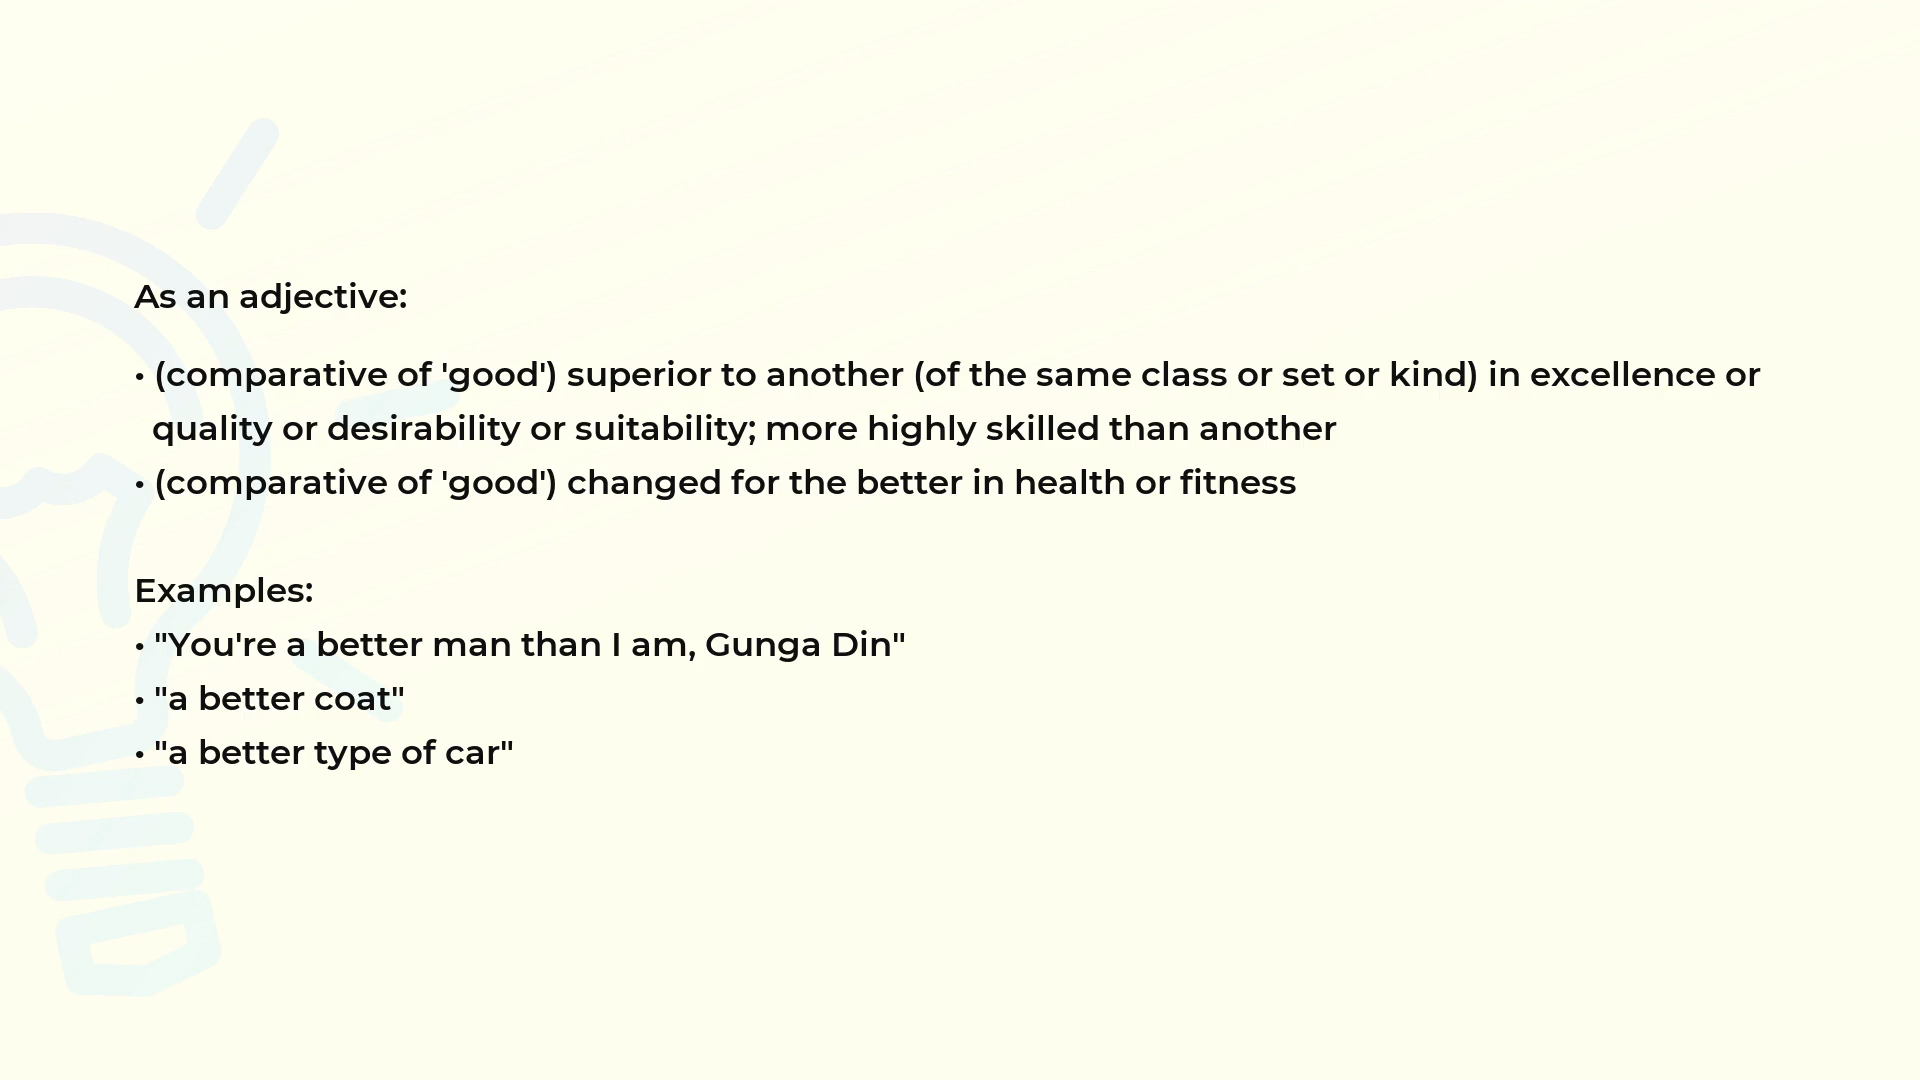 As an adjective:
• (comparative of 'good') superior to another (of the same class or set or kind) in excellence or
quality or desirability or suitability; more highly skilled than another
• (comparative of 'good') changed for the better in health or fitness
Examples:
• "You're a better man than I am, Gunga Din"
• "a better coat"
• "a better type of car"